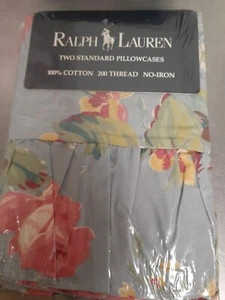 RALPH LAUREN
TWO STANDARD PILLOWCASES
100% COTTON 200 THREAD NO-IRON